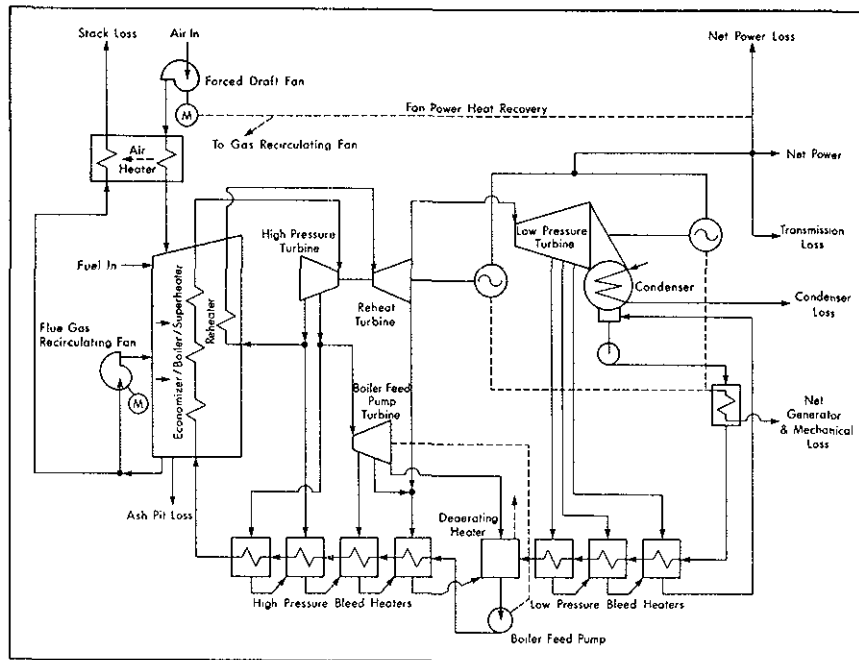 Stack Loss
Air In
Net Power Loss
Forced Draft Fan
M
Fan Power Heat Recovery
To Gas Recirculating Fan
Net Power
Air
Heater
High Pressure
Turbine
Low Pressure
Turbine
Transmission
Loss
Fuel In
Condenser
Condenser
Loss
Reheat
Turbine
Economizer/Boiler/Superheater
Reheater
Flue Gas
Recirculating Fan
M
Boiler Feed
Pump
Turbine
Net
Generator
& Mechanical
Loss
Ash Pit Loss
Deaerating
Heater
High Pressure Bleed Heaters
Low Pressure Bleed Heaters
Boiler Feed Pump